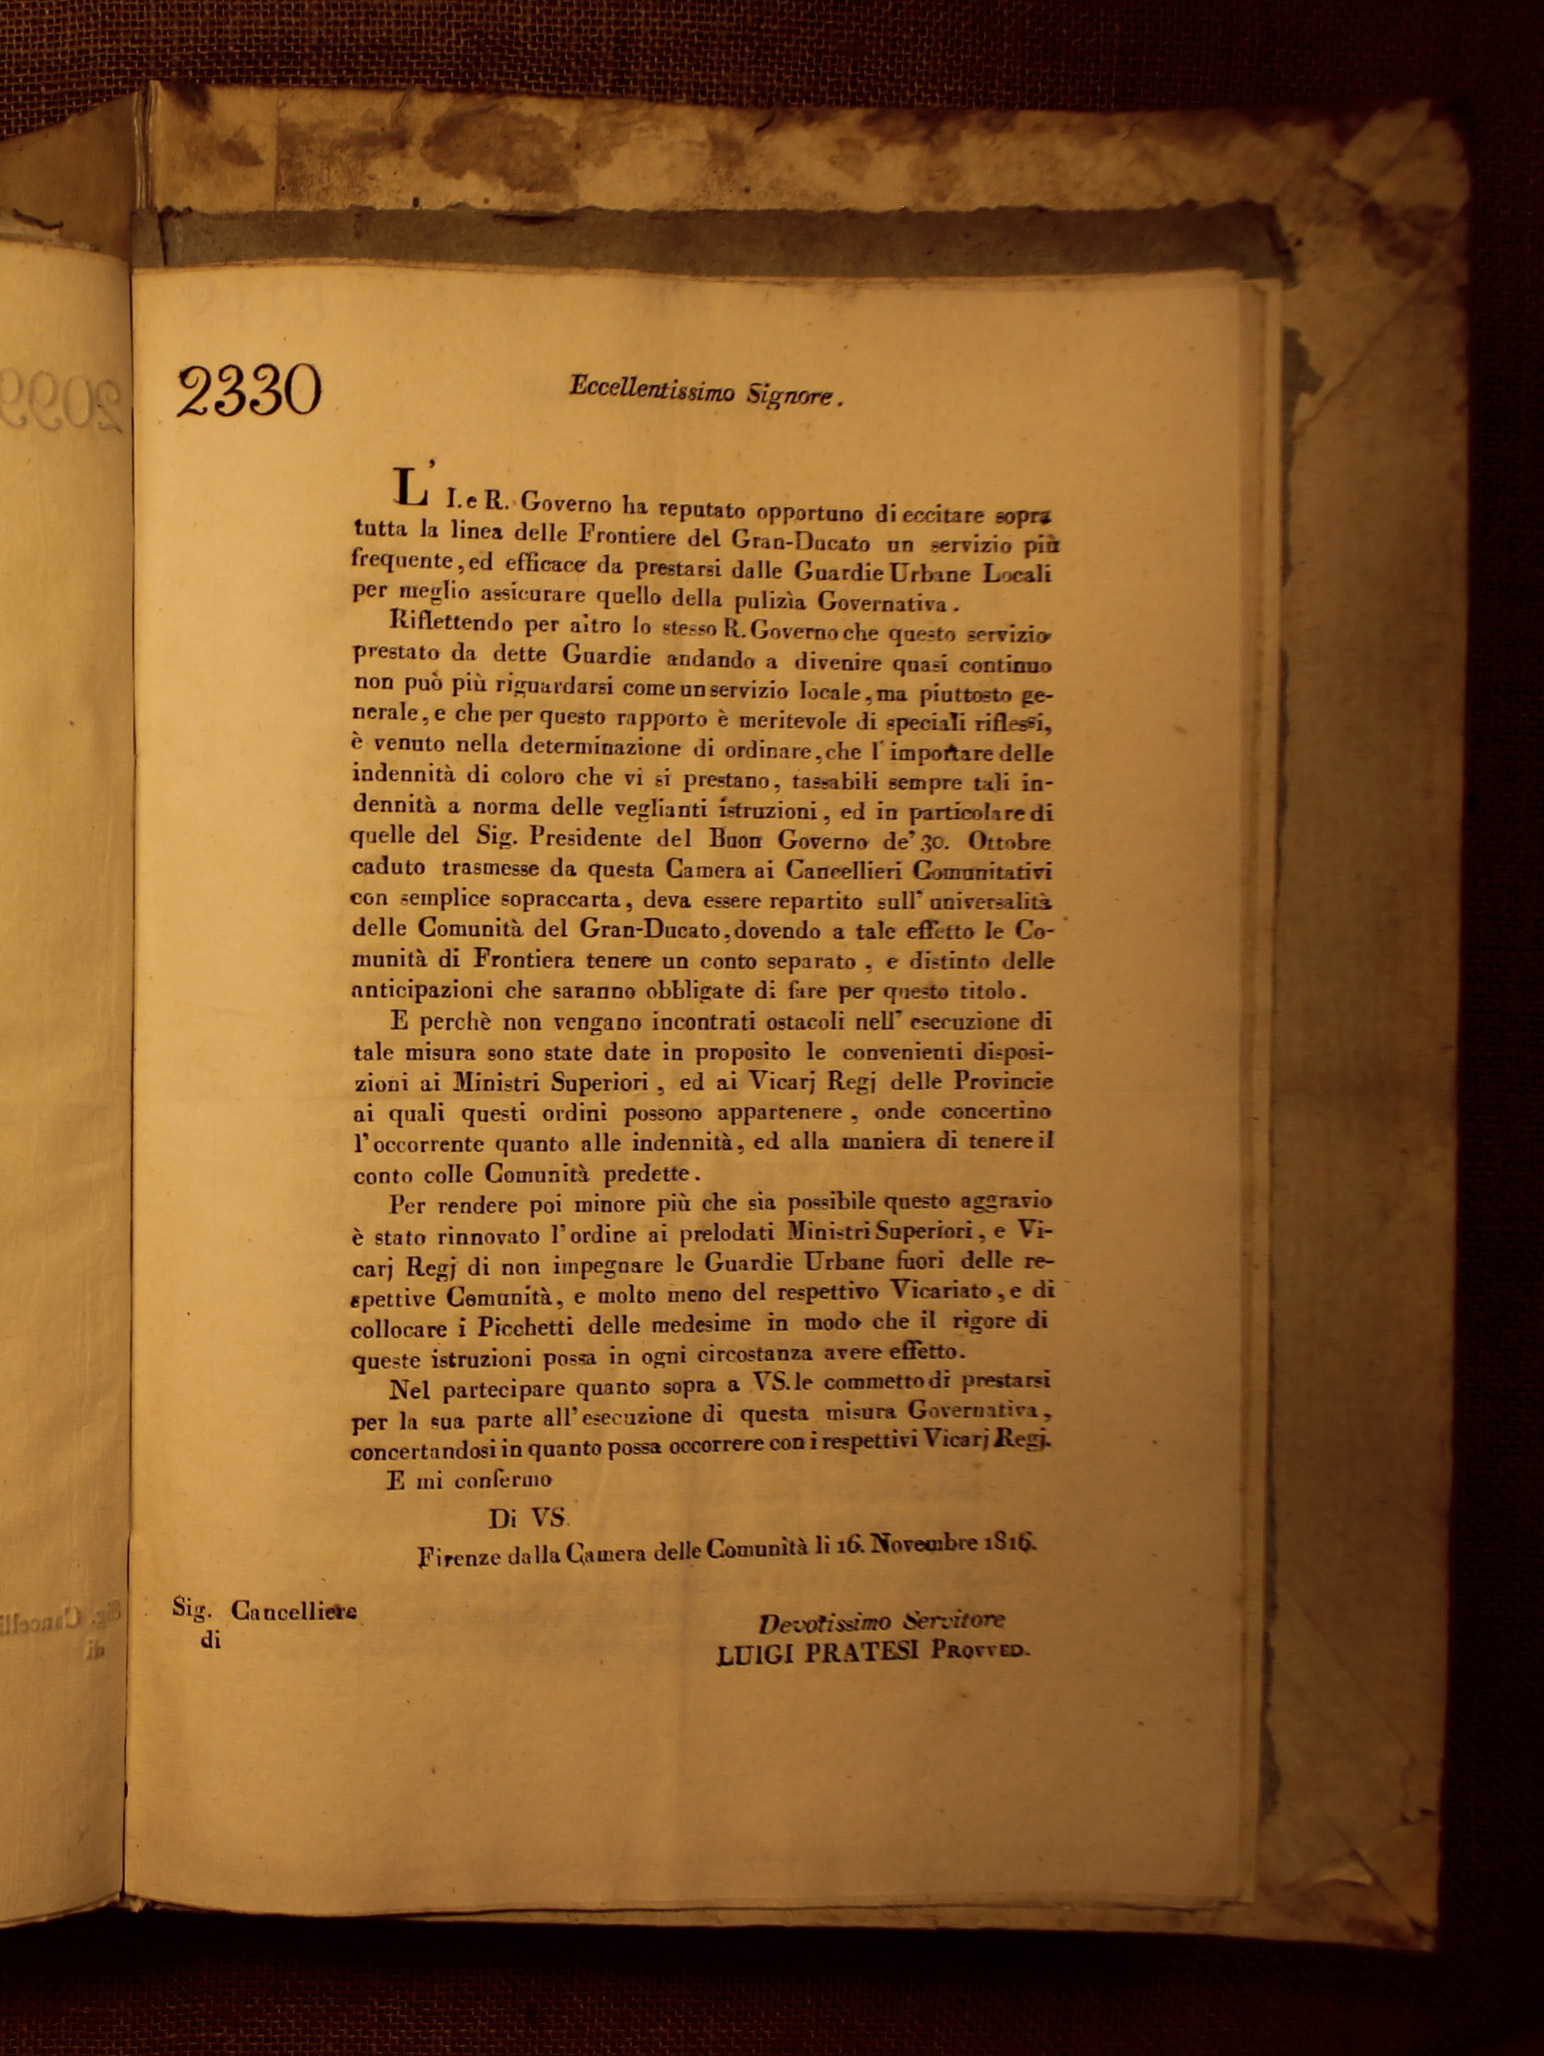 2330
Eccellentissimo Signore.
L' I. e R. Governo ha reputato opportuno di eccitare sopra
tutta la linea delle Frontiere del Gran-Ducato un servizio più
frequente, ed efficace da prestarsi dalle Guardie Urbane Locali
per meglio assicurare quello della pulizìa Governativa.
Riflettendo per altro lo stesso R. Governo che questo servizio
prestato da dette Guardie andando a divenire quasi continuo
non può più riguardarsi come un servizio locale, ma piuttosto ge-
nerale, e che per questo rapporto è meritevole di speciali riflessi,
è venuto nella determinazione di ordinare, che l' importare delle
indennità di coloro che vi si prestano, tassabili sempre tali in-
dennità a norma delle veglianti istruzioni, ed in particolare di
quelle del Sig. Presidente del Buon Governo de' 30. Ottobre
caduto trasmesse da questa Camera ai Cancellieri Comunitativi
con semplice sopraccarta, deva essere repartito sull' universalità
delle Comunità del Gran-Ducato, dovendo a tale effetto le Co-
munità di Frontiera tenere un conto separato, e distinto delle
anticipazioni che saranno obbligate di fare per questo titolo.
E perchè non vengano incontrati ostacoli nell' esecuzione di
tale misura sono state date in proposito le convenienti disposi-
zioni ai Ministri Superiori, ed ai Vicarj Regj delle Provincie
ai quali questi ordini possono appartenere, onde concertino
l'occorrente quanto alle indennità, ed alla maniera di tenere il
conto colle Comunità predette.
Per rendere poi minore più che sia possibile questo aggravio
è stato rinnovato l'ordine ai prelodati Ministri Superiori, e Vi-
carj Regj di non impegnare le Guardie Urbane fuori delle re-
spettive Comunità, e molto meno del respettivo Vicariato, e di
collocare i Picchetti delle medesime in modo che il rigore di
queste istruzioni possa in ogni circostanza avere effetto.
Nel partecipare quanto sopra a VS. le commetto di prestarsi
per la sua parte all'esecuzione di questa misura Governativa,
concertandosi in quanto possa occorrere con i respettivi Vicarj Regj.
E mi confermo
Di VS.
Firenze dalla Camera delle Comunità li 16. Novembre 1816.
Sig. Cancelliere
di
Devotissimo Servitore
LUIGI PRATESI PROVVED.